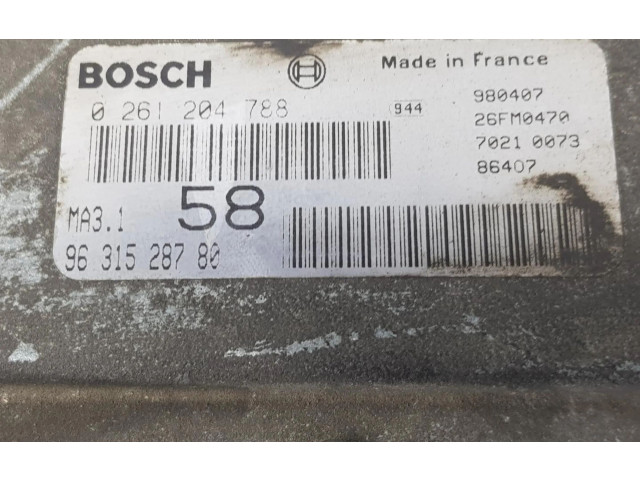 BOSCH
Made in France
0 261 204 788
944
980407
26FM0470
7021 0073
86407
MA3.1
58
96 315 287 80